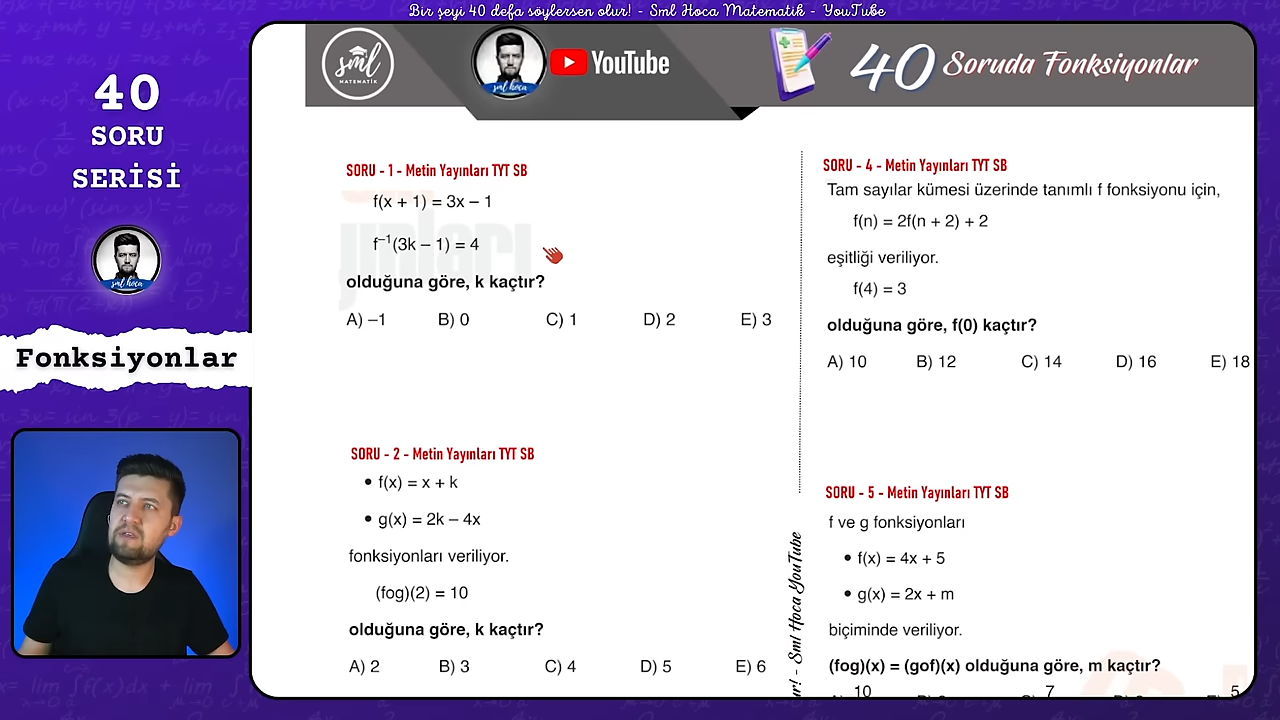 Bir şeyi 40 defa söylersen olur! - Sml Hoca Matematik - YouTube
40
SORU
SERİSİ
sml hoca
Fonksiyonlar
sml
MATEMATİK
sml hoca
YouTube
40 Soruda Fonksiyonlar
SORU - 1 - Metin Yayınları TYT SB
f(x + 1) = 3x – 1
f⁻¹(3k – 1) = 4
olduğuna göre, k kaçtır?
A) –1 B) 0 C) 1 D) 2 E) 3
SORU - 2 - Metin Yayınları TYT SB
• f(x) = x + k
• g(x) = 2k – 4x
fonksiyonları veriliyor.
(fog)(2) = 10
olduğuna göre, k kaçtır?
A) 2 B) 3 C) 4 D) 5 E) 6
ur! - Sml Hoca YouTube
SORU - 4 - Metin Yayınları TYT SB
Tam sayılar kümesi üzerinde tanımlı f fonksiyonu için,
f(n) = 2f(n + 2) + 2
eşitliği veriliyor.
f(4) = 3
olduğuna göre, f(0) kaçtır?
A) 10 B) 12 C) 14 D) 16 E) 18
SORU - 5 - Metin Yayınları TYT SB
f ve g fonksiyonları
• f(x) = 4x + 5
• g(x) = 2x + m
biçiminde veriliyor.
(fog)(x) = (gof)(x) olduğuna göre, m kaçtır?
10 7 5